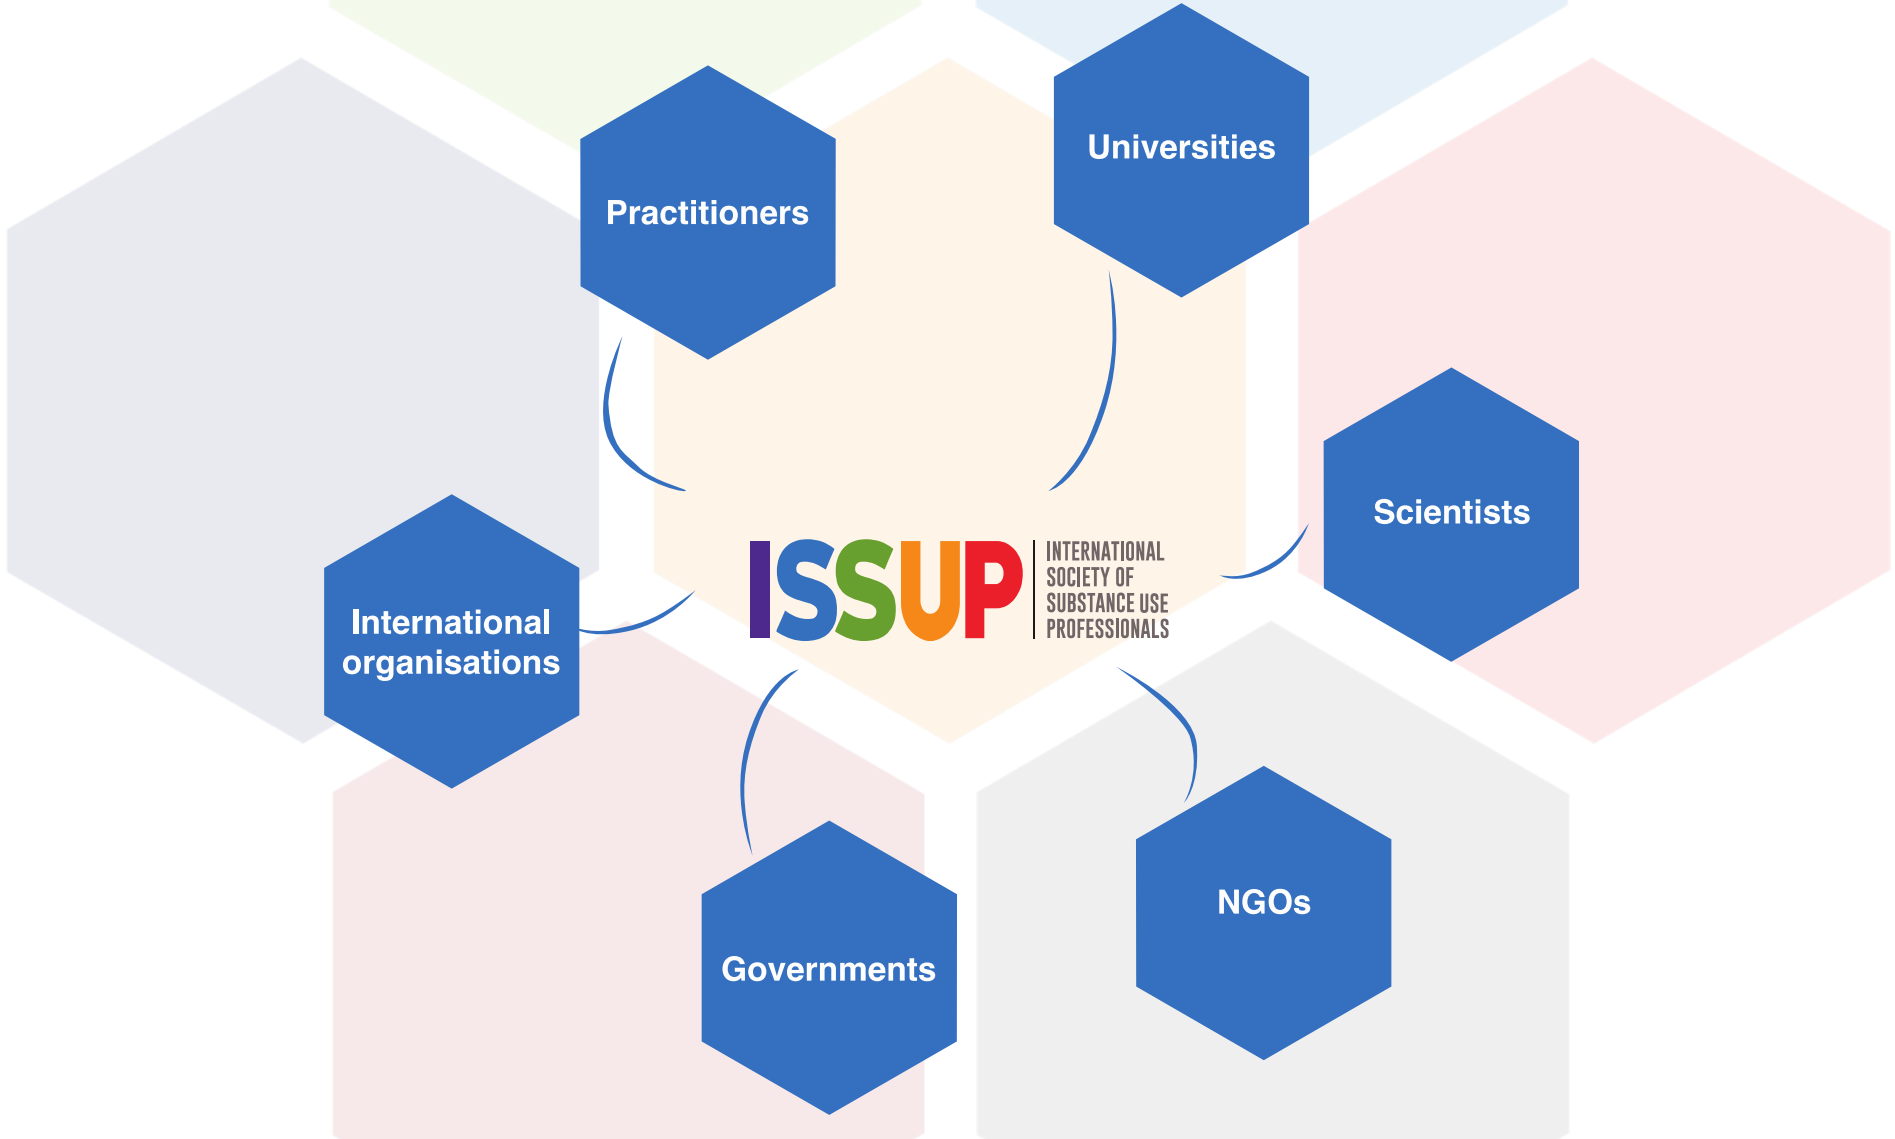 Universities
Practitioners
Scientists
ISSUP
INTERNATIONAL
SOCIETY OF
SUBSTANCE USE
PROFESSIONALS
International
organisations
NGOs
Governments